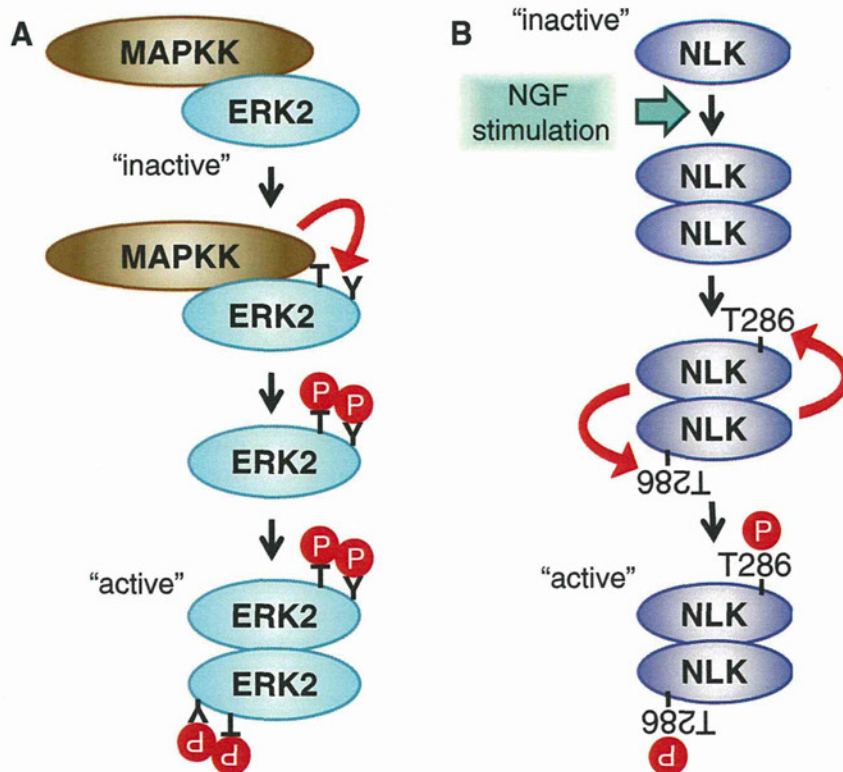 A
MAPKK
ERK2
“inactive”
MAPKK
T Y
ERK2
P P
T Y
ERK2
P P
T Y
“active”
ERK2
ERK2
Y T
P P
B
“inactive”
NLK
NGF
stimulation
NLK
NLK
T286
NLK
NLK
T286
P
T286
“active”
NLK
NLK
T286
P